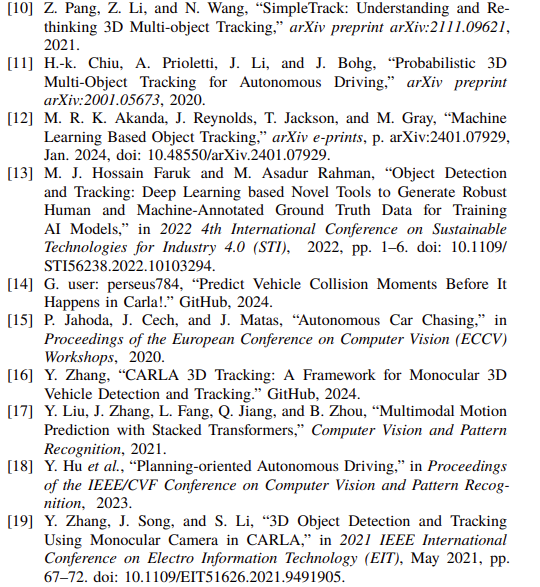 [10] Z. Pang, Z. Li, and N. Wang, “SimpleTrack: Understanding and Re-
thinking 3D Multi-object Tracking,” arXiv preprint arXiv:2111.09621,
2021.
[11] H.-k. Chiu, A. Prioletti, J. Li, and J. Bohg, “Probabilistic 3D
Multi-Object Tracking for Autonomous Driving,” arXiv preprint
arXiv:2001.05673, 2020.
[12] M. R. K. Akanda, J. Reynolds, T. Jackson, and M. Gray, “Machine
Learning Based Object Tracking,” arXiv e-prints, p. arXiv:2401.07929,
Jan. 2024, doi: 10.48550/arXiv.2401.07929.
[13] M. J. Hossain Faruk and M. Asadur Rahman, “Object Detection
and Tracking: Deep Learning based Novel Tools to Generate Robust
Human and Machine-Annotated Ground Truth Data for Training
AI Models,” in 2022 4th International Conference on Sustainable
Technologies for Industry 4.0 (STI), 2022, pp. 1–6. doi: 10.1109/
STI56238.2022.10103294.
[14] G. user: perseus784, “Predict Vehicle Collision Moments Before It
Happens in Carla!.” GitHub, 2024.
[15] P. Jahoda, J. Cech, and J. Matas, “Autonomous Car Chasing,” in
Proceedings of the European Conference on Computer Vision (ECCV)
Workshops, 2020.
[16] Y. Zhang, “CARLA 3D Tracking: A Framework for Monocular 3D
Vehicle Detection and Tracking.” GitHub, 2024.
[17] Y. Liu, J. Zhang, L. Fang, Q. Jiang, and B. Zhou, “Multimodal Motion
Prediction with Stacked Transformers,” Computer Vision and Pattern
Recognition, 2021.
[18] Y. Hu et al., “Planning-oriented Autonomous Driving,” in Proceedings
of the IEEE/CVF Conference on Computer Vision and Pattern Recog-
nition, 2023.
[19] Y. Zhang, J. Song, and S. Li, “3D Object Detection and Tracking
Using Monocular Camera in CARLA,” in 2021 IEEE International
Conference on Electro Information Technology (EIT), May 2021, pp.
67–72. doi: 10.1109/EIT51626.2021.9491905.